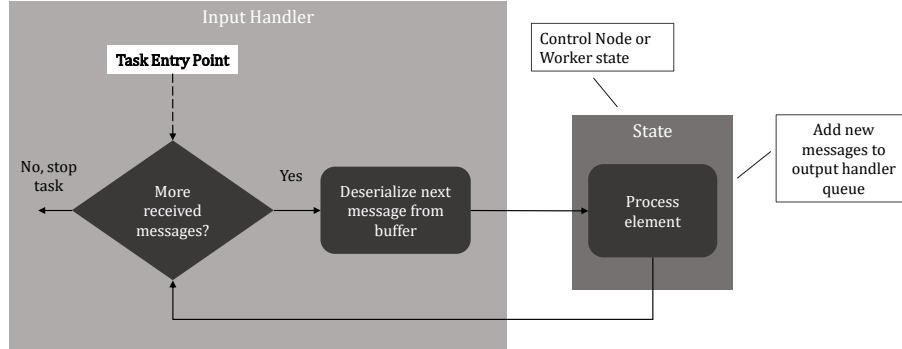 Input Handler
Task Entry Point
Control Node or
Worker state
State
Add new
messages to
output handler
queue
No, stop
task
More
received
messages?
Yes
Deserialize next
message from
buffer
Process
element